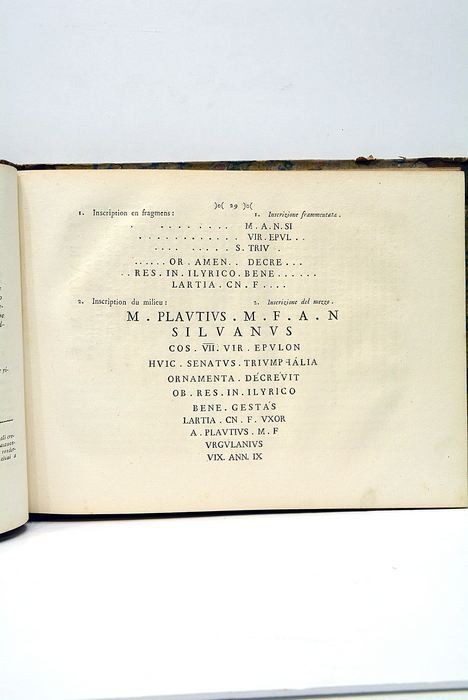 )o( 29 )o(
1. Inscription en fragmens: 1. Inscrizione frammentata.
. . . . . . . . . . M . A . N . SI
. . . . . . . . . . . . VIR . EPVL . .
. . . . . . . . . S . TRIV .
. . . . . . OR . AMEN . . DECRE . . .
. . RES . IN . ILYRICO . BENE . . . . . .
LARTIA . CN . F . . . .
2. Inscription du milieu: 2. Inscrizione del mezzo.
M . PLAVTIVS . M . F . A . N
SILVANVS
COS . VII . VIR . EPVLON
HVIC . SENATVS . TRIVMPHALIA
ORNAMENTA . DECREVIT
OB . RES . IN . ILYRICO
BENE . GESTAS
LARTIA . CN . F . VXOR
A . PLAVTIVS . M . F
VRGVLANIVS
VIX . ANN . IX